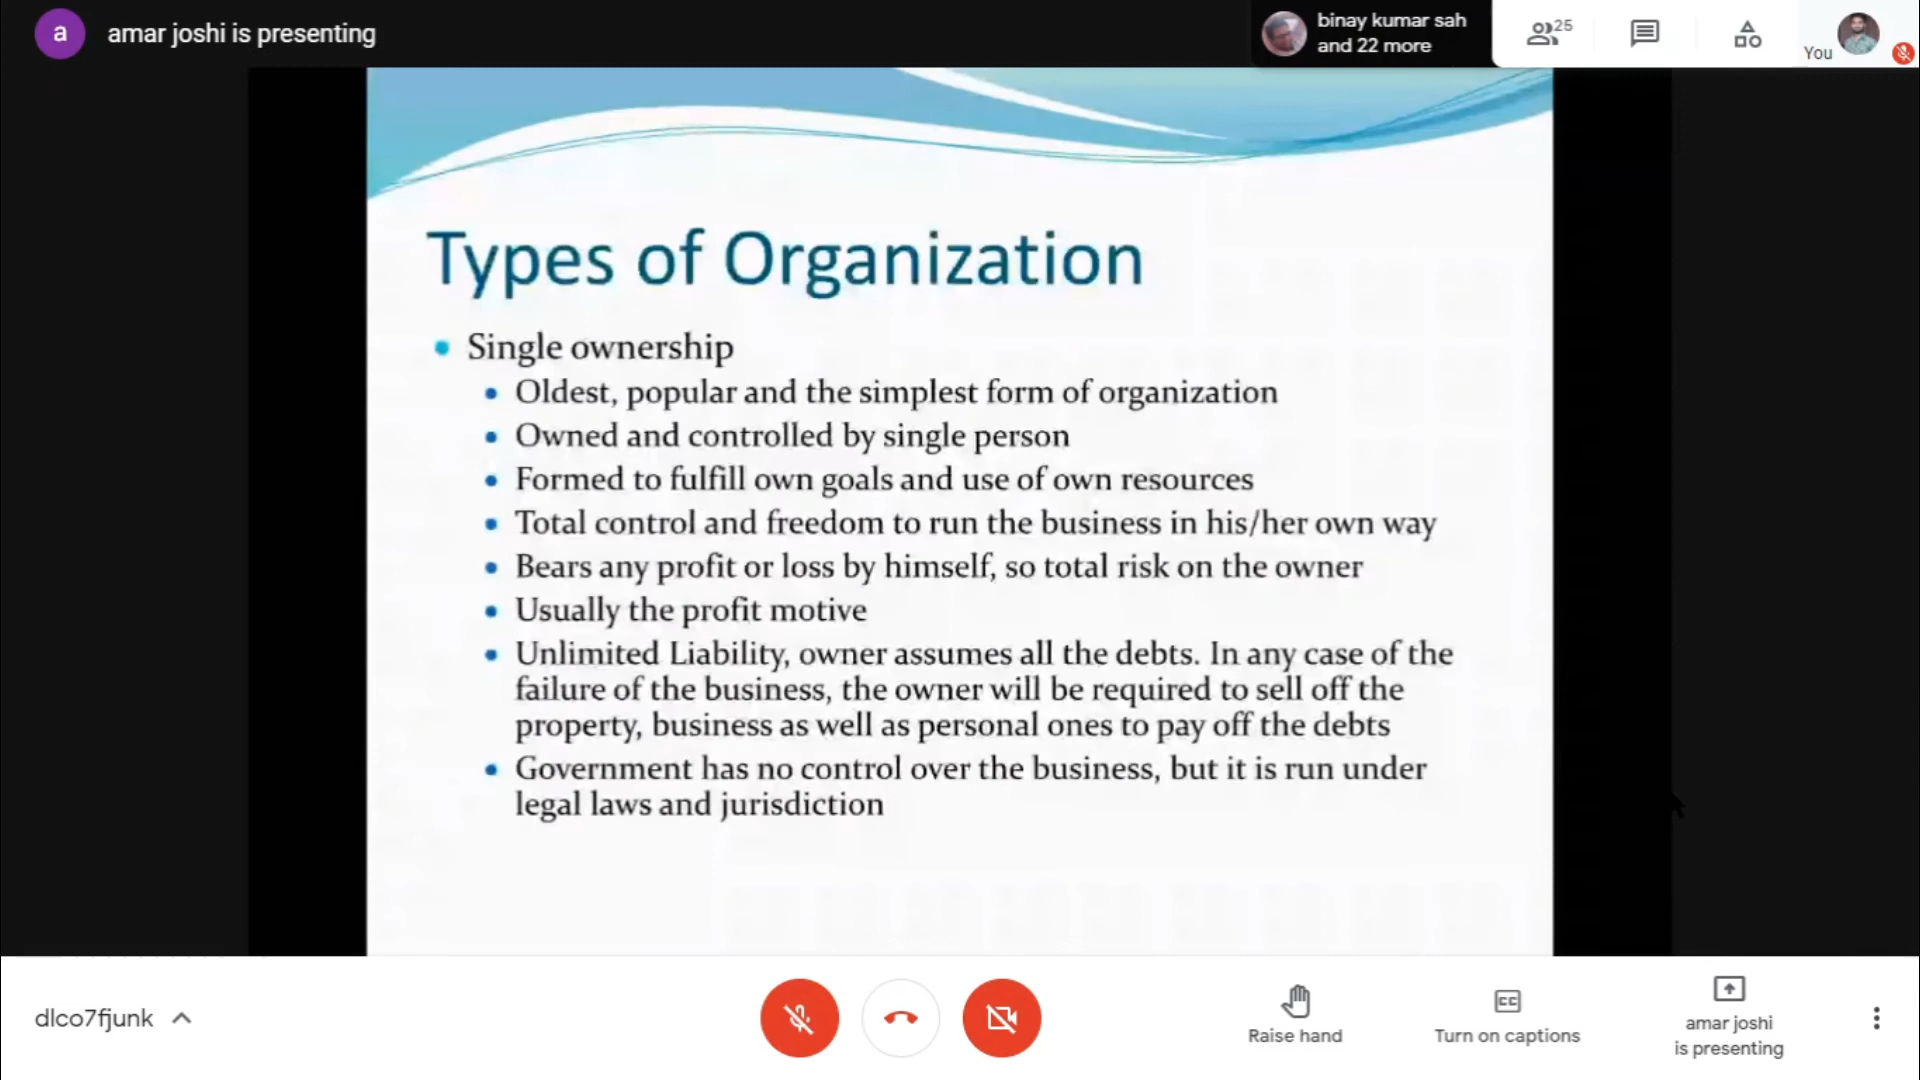 a
amar joshi is presenting
binay kumar sah
and 22 more
25
You
Types of Organization
Single ownership
Oldest, popular and the simplest form of organization
Owned and controlled by single person
Formed to fulfill own goals and use of own resources
Total control and freedom to run the business in his/her own way
Bears any profit or loss by himself, so total risk on the owner
Usually the profit motive
Unlimited Liability, owner assumes all the debts. In any case of the
failure of the business, the owner will be required to sell off the
property, business as well as personal ones to pay off the debts
Government has no control over the business, but it is run under
legal laws and jurisdiction
dlco7fjunk
Raise hand
CC
Turn on captions
amar joshi
is presenting